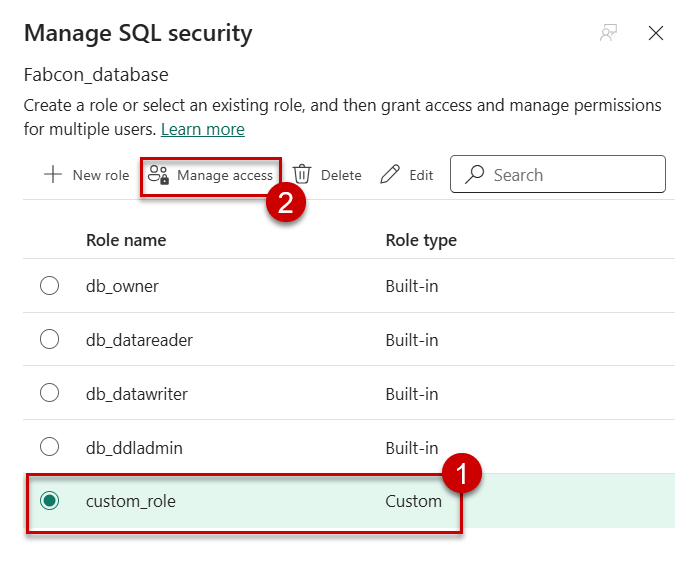 Manage SQL security
Fabcon_database
Create a role or select an existing role, and then grant access and manage permissions
for multiple users. Learn more
New role Manage access Delete Edit Search
2
Role name Role type
db_owner Built-in
db_datareader Built-in
db_datawriter Built-in
db_ddladmin Built-in
1
custom_role Custom